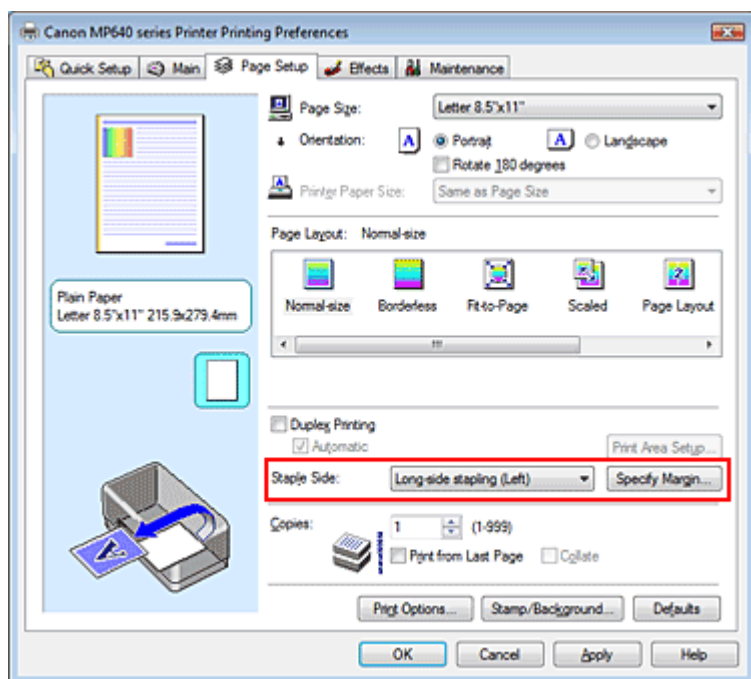 Canon MP640 series Printer Printing Preferences
Quick Setup Main Page Setup Effects Maintenance
Page Size: Letter 8.5"x11"
Orientation: A Portrait A Landscape
Rotate 180 degrees
Printer Paper Size: Same as Page Size
Page Layout: Normal-size
Normal-size Borderless Fit-to-Page Scaled Page Layout
Plain Paper
Letter 8.5"x11" 215.9x279.4mm
Duplex Printing
Automatic Print Area Setup...
Staple Side: Long-side stapling (Left) Specify Margin...
Copies: 1 (1-999)
Print from Last Page Collate
Print Options... Stamp/Background... Defaults
OK Cancel Apply Help